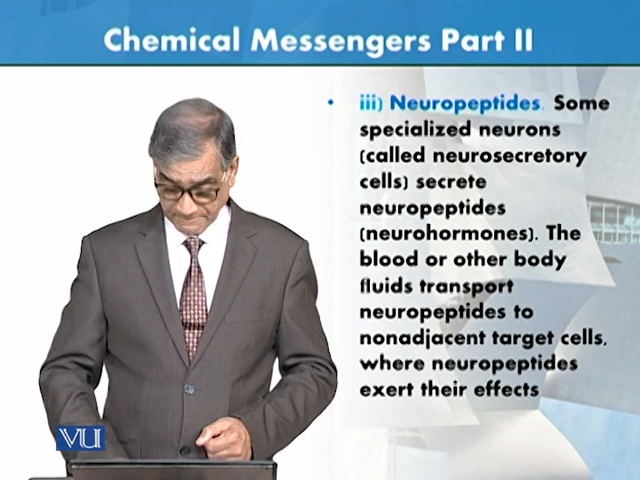 Chemical Messengers Part II
• iii) Neuropeptides. Some
specialized neurons
(called neurosecretory
cells) secrete
neuropeptides
(neurohormones). The
blood or other body
fluids transport
neuropeptides to
nonadjacent target cells,
where neuropeptides
exert their effects
VU